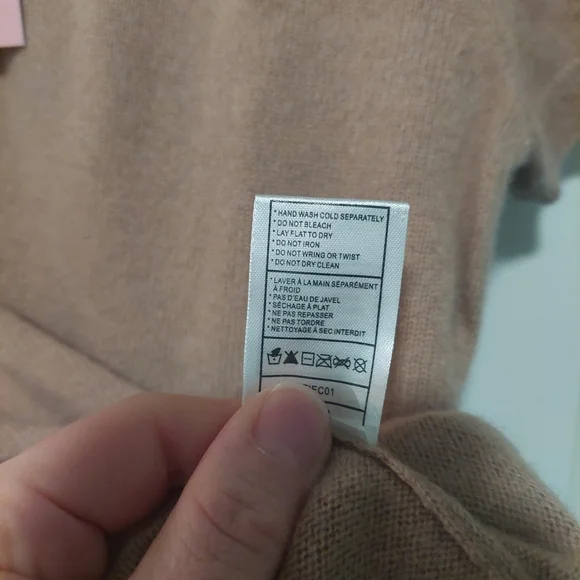 * HAND WASH COLD SEPARATELY
* DO NOT BLEACH
* LAY FLAT TO DRY
* DO NOT IRON
* DO NOT WRING OR TWIST
* DO NOT DRY CLEAN
* LAVER À LA MAIN SÉPARÉMENT
À FROID
* PAS D'EAU DE JAVEL
* SÉCHAGE À PLAT
* NE PAS REPASSER
* NE PAS TORDRE
* NETTOYAGE À SEC INTERDIT